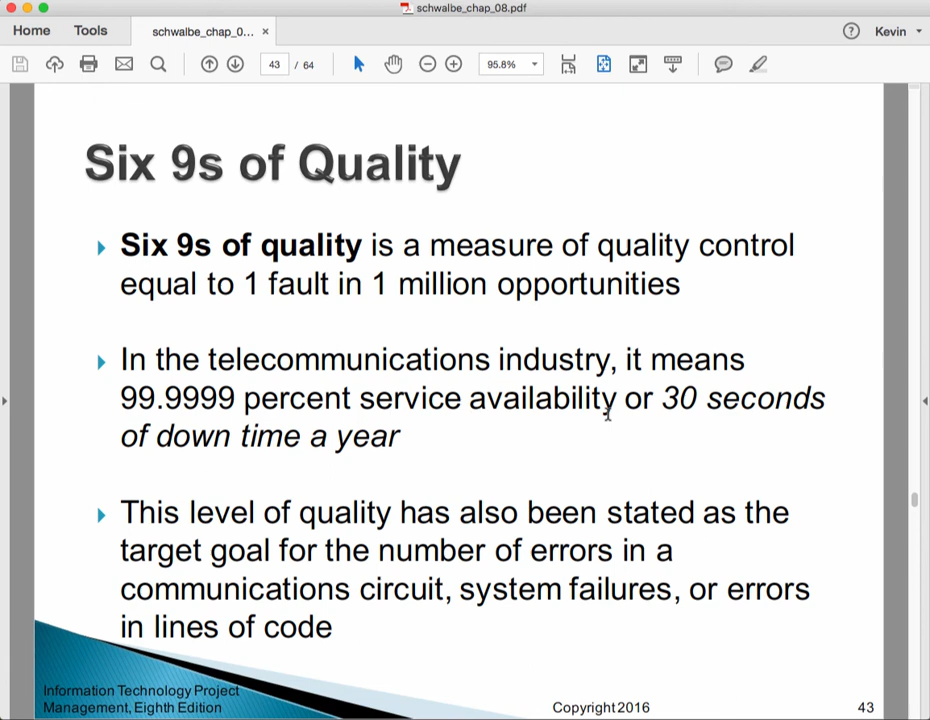 schwalbe_chap_08.pdf
Home Tools schwalbe_chap_0... × ? Kevin
43 / 64 95.8%
Six 9s of Quality
Six 9s of quality is a measure of quality control
equal to 1 fault in 1 million opportunities
In the telecommunications industry, it means
99.9999 percent service availability or 30 seconds
of down time a year
This level of quality has also been stated as the
target goal for the number of errors in a
communications circuit, system failures, or errors
in lines of code
Information Technology Project
Management, Eighth Edition Copyright 2016 43